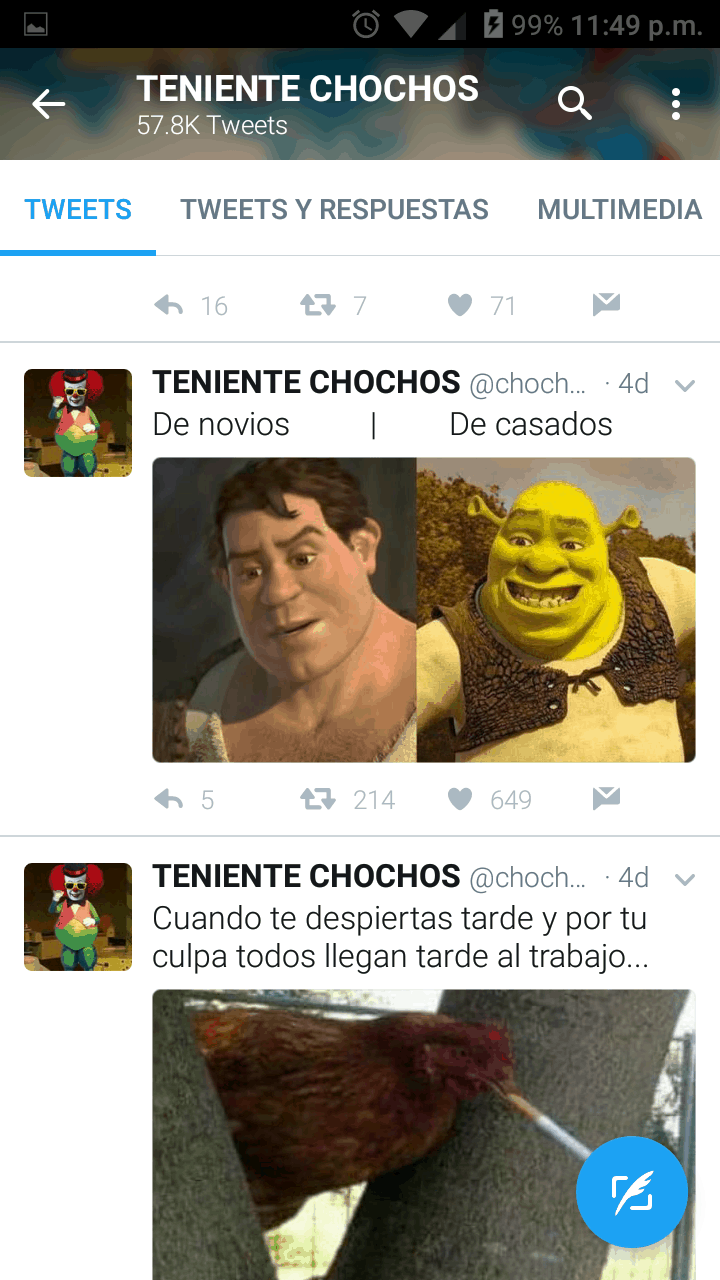 99% 11:49 p.m.
TENIENTE CHOCHOS
57.8K Tweets
TWEETS TWEETS Y RESPUESTAS MULTIMEDIA
16 7 71
TENIENTE CHOCHOS @choch... · 4d
De novios | De casados
5 214 649
TENIENTE CHOCHOS @choch... · 4d
Cuando te despiertas tarde y por tu
culpa todos llegan tarde al trabajo...